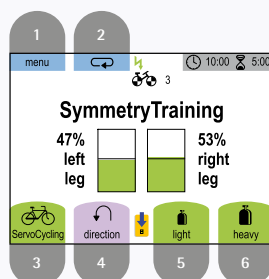 1 2
menu 10:00 5:00
3
SymmetryTraining
47% 53%
left right
leg leg
ServoCycling direction B light heavy
3 4 5 6